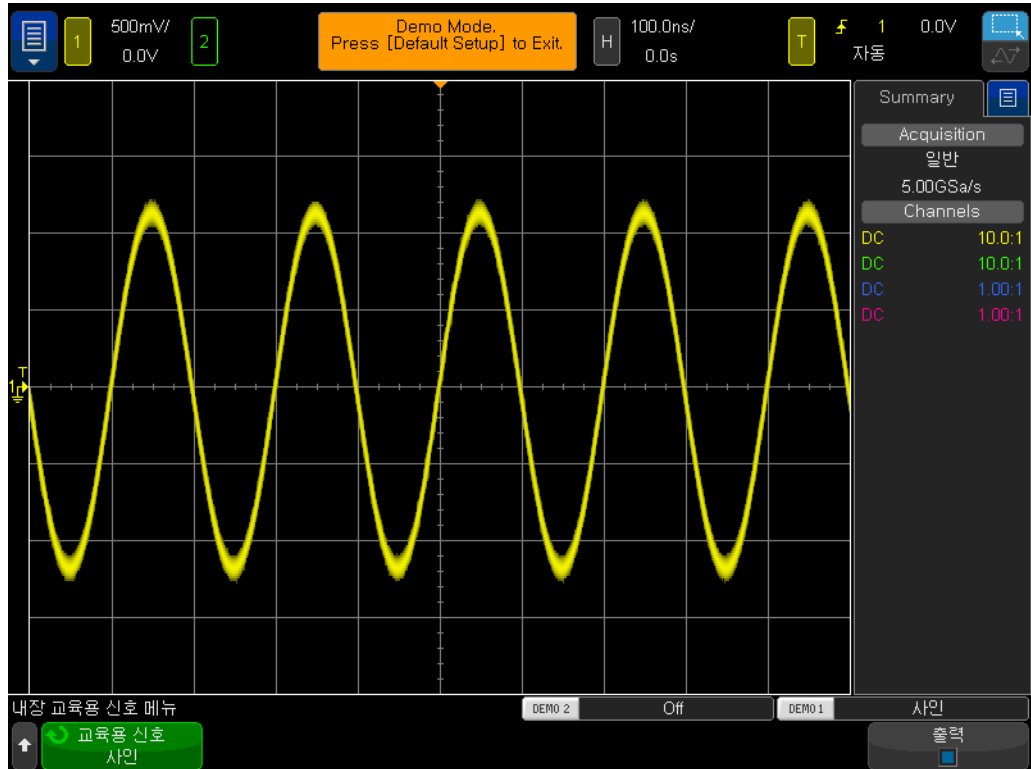 1
500mV/
0.0V
2
Demo Mode.
Press [Default Setup] to Exit.
H
100.0ns/
0.0s
T
1
0.0V
자동
Summary
Acquisition
일반
5.00GSa/s
Channels
DC 10.0:1
DC 10.0:1
DC 1.00:1
DC 1.00:1
T
1
내장 교육용 신호 메뉴
DEMO 2
Off
DEMO 1
사인
교육용 신호
사인
출력